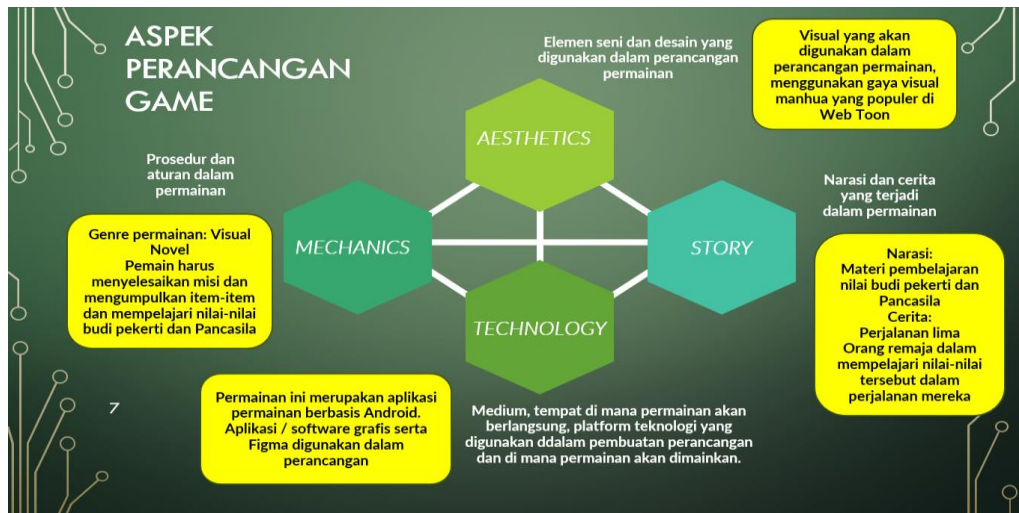 ASPEK
PERANCANGAN
GAME
Elemen seni dan desain yang
digunakan dalam perancangan
permainan
Visual yang akan
digunakan dalam
perancangan permainan,
menggunakan gaya visual
manhua yang populer di
Web Toon
AESTHETICS
Prosedur dan
aturan dalam
permainan
Narasi dan cerita
yang terjadi
dalam permainan
Genre permainan: Visual
Novel
Pemain harus
menyelesaikan misi dan
mengumpulkan item-item
dan mempelajari nilai-nilai
budi pekerti dan Pancasila
MECHANICS
STORY
Narasi:
Materi pembelajaran
nilai budi pekerti dan
Pancasila
Cerita:
Perjalanan lima
Orang remaja dalam
mempelajari nilai-nilai
tersebut dalam
perjalanan mereka
TECHNOLOGY
7
Permainan ini merupakan aplikasi
permainan berbasis Android.
Aplikasi / software grafis serta
Figma digunakan dalam
perancangan
Medium, tempat di mana permainan akan
berlangsung, platform teknologi yang
digunakan ddalam pembuatan perancangan
dan di mana permainan akan dimainkan.